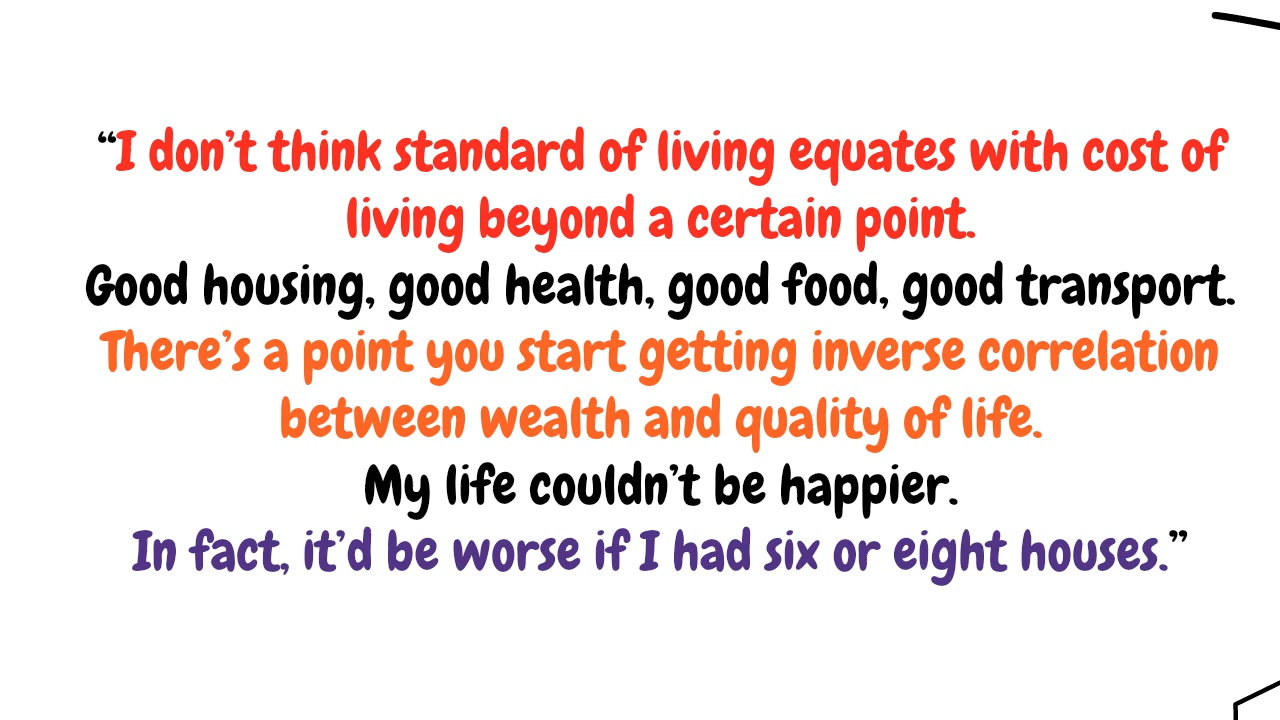 “I don’t think standard of living equates with cost of
living beyond a certain point.
Good housing, good health, good food, good transport.
There’s a point you start getting inverse correlation
between wealth and quality of life.
My life couldn’t be happier.
In fact, it’d be worse if I had six or eight houses.”